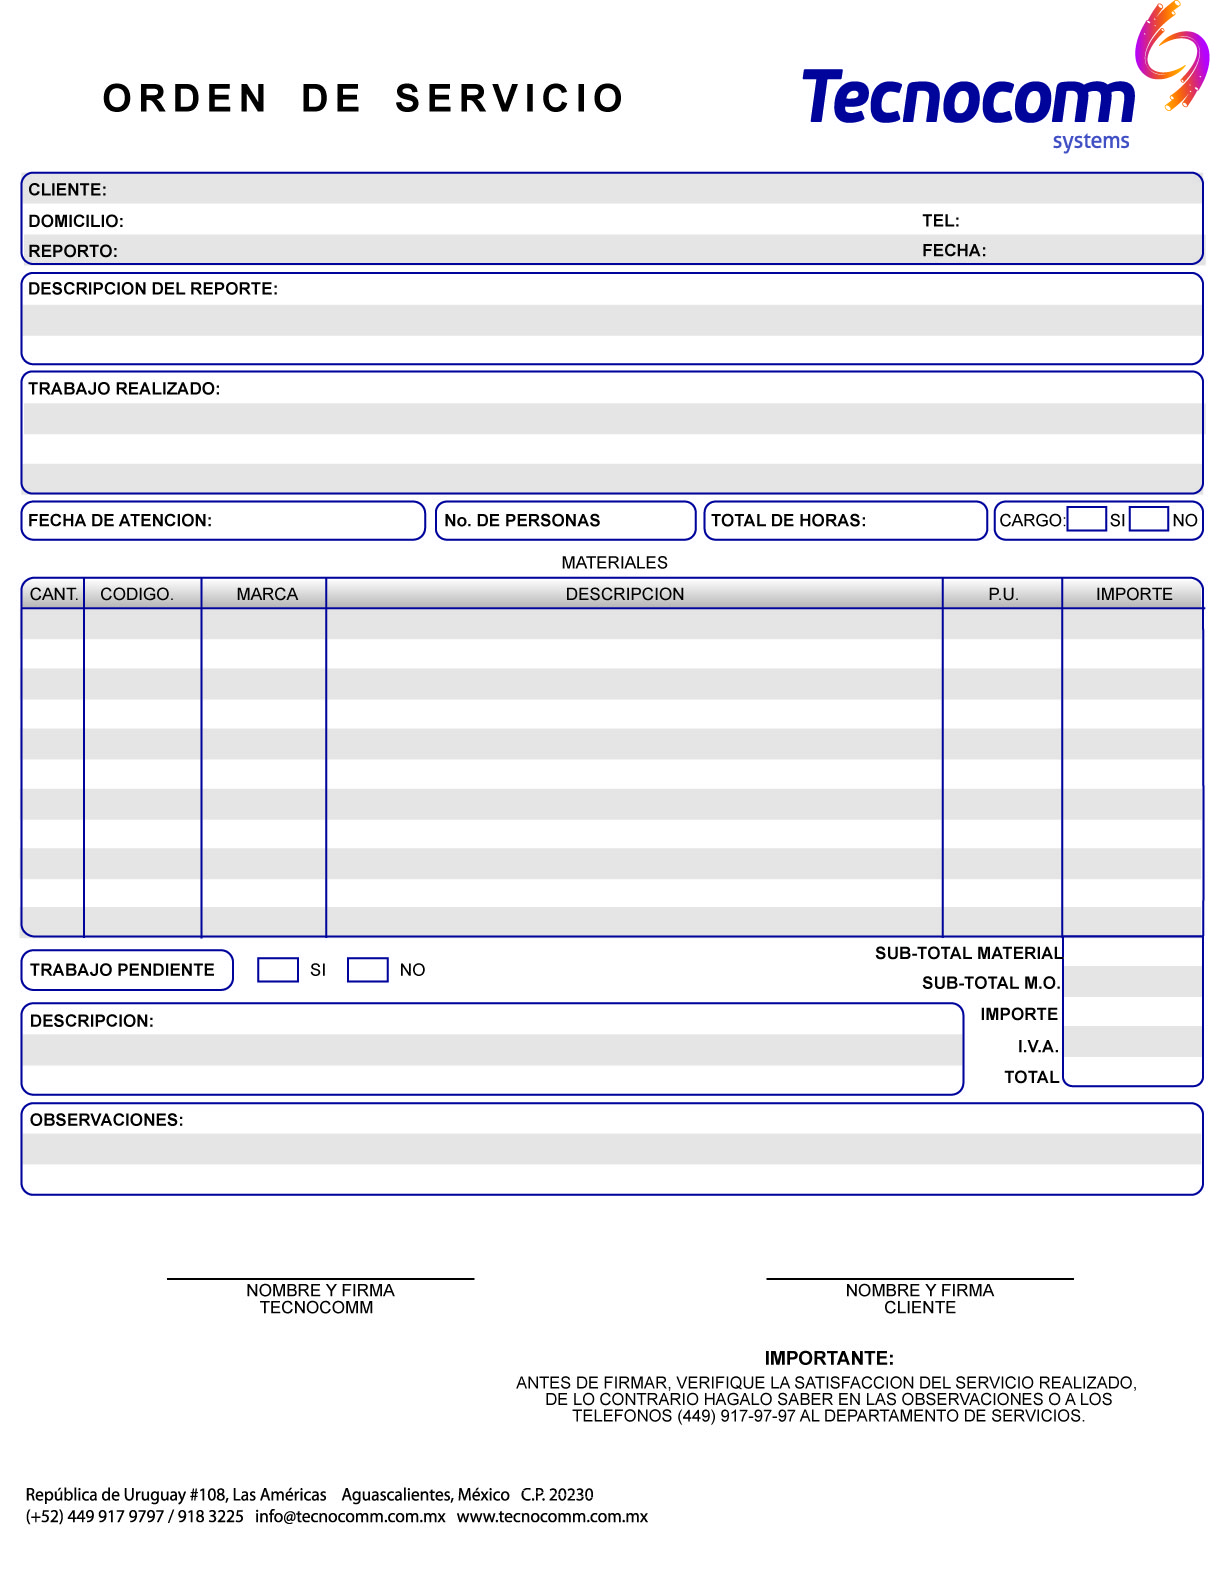 ORDEN DE SERVICIO
Tecnocomm
systems
CLIENTE:
DOMICILIO: TEL:
REPORTO: FECHA:
DESCRIPCION DEL REPORTE:
TRABAJO REALIZADO:
FECHA DE ATENCION: No. DE PERSONAS TOTAL DE HORAS: CARGO: SI NO
MATERIALES
CANT. CODIGO. MARCA DESCRIPCION P.U. IMPORTE
SUB-TOTAL MATERIAL
TRABAJO PENDIENTE SI NO
SUB-TOTAL M.O.
IMPORTE
DESCRIPCION:
I.V.A.
TOTAL
OBSERVACIONES:
NOMBRE Y FIRMA
TECNOCOMM
NOMBRE Y FIRMA
CLIENTE
IMPORTANTE:
ANTES DE FIRMAR, VERIFIQUE LA SATISFACCION DEL SERVICIO REALIZADO,
DE LO CONTRARIO HAGALO SABER EN LAS OBSERVACIONES O A LOS
TELEFONOS (449) 917-97-97 AL DEPARTAMENTO DE SERVICIOS.
República de Uruguay #108, Las Américas Aguascalientes, México C.P. 20230
(+52) 449 917 9797 / 918 3225 info@tecnocomm.com.mx www.tecnocomm.com.mx